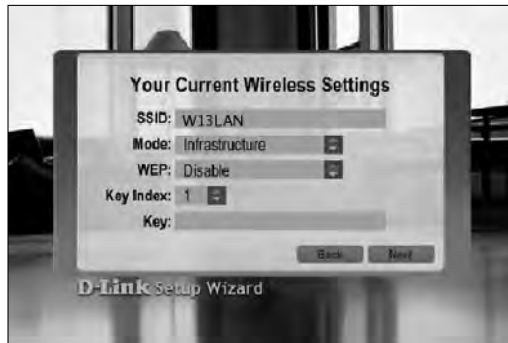 Your Current Wireless Settings
SSID: W13LAN
Mode: Infrastructure
WEP: Disable
Key Index: 1
Key:
Back Next
D-Link Setup Wizard